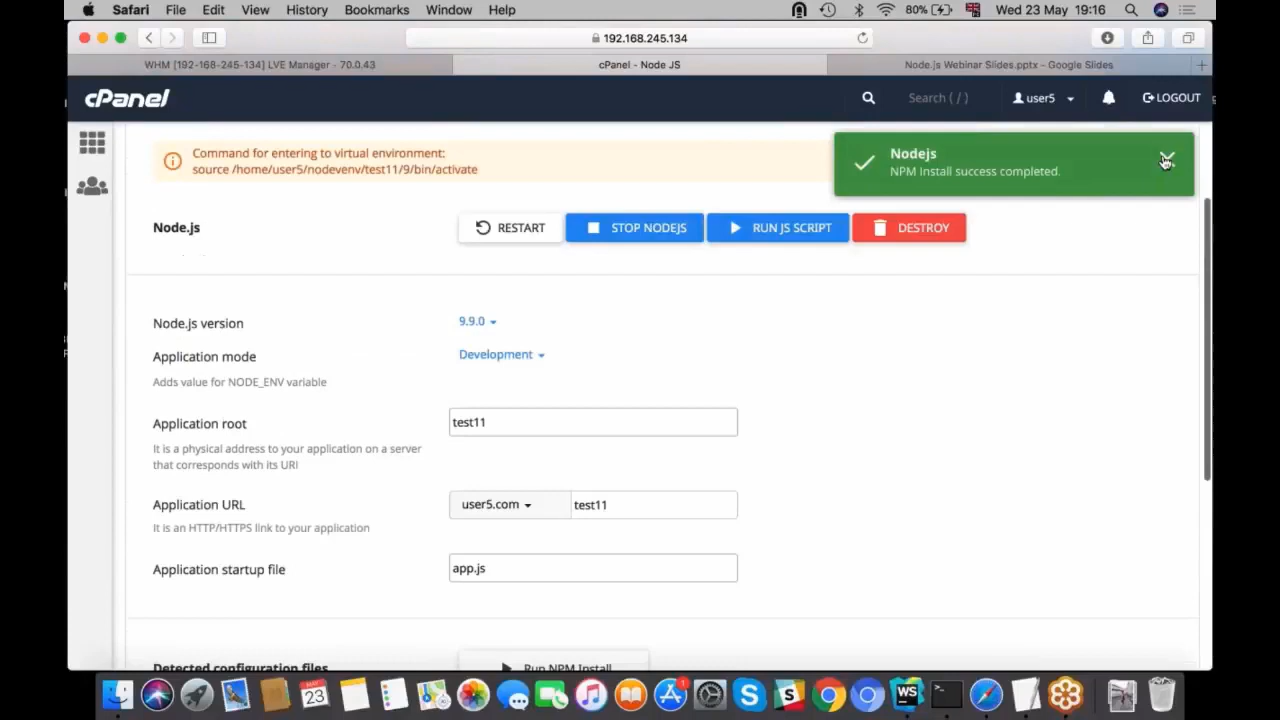 Safari File Edit View History Bookmarks Window Help 80% Wed 23 May 19:16
192.168.245.134
WHM [192-168-245-134] LVE Manager - 70.0.43 cPanel - Node JS Node.js Webinar Slides.pptx - Google Slides +
cPanel Search ( / ) user5 LOGOUT
Command for entering to virtual environment:
source /home/user5/nodevenv/test11/9/bin/activate
Nodejs
NPM Install success completed.
Node.js RESTART STOP NODEJS RUN JS SCRIPT DESTROY
Node.js version 9.9.0
Application mode Development
Adds value for NODE_ENV variable
Application root test11
It is a physical address to your application on a server
that corresponds with its URI
Application URL user5.com test11
It is an HTTP/HTTPS link to your application
Application startup file app.js
Detected configuration files Run NPM Install
MAY
23
1
S
WS